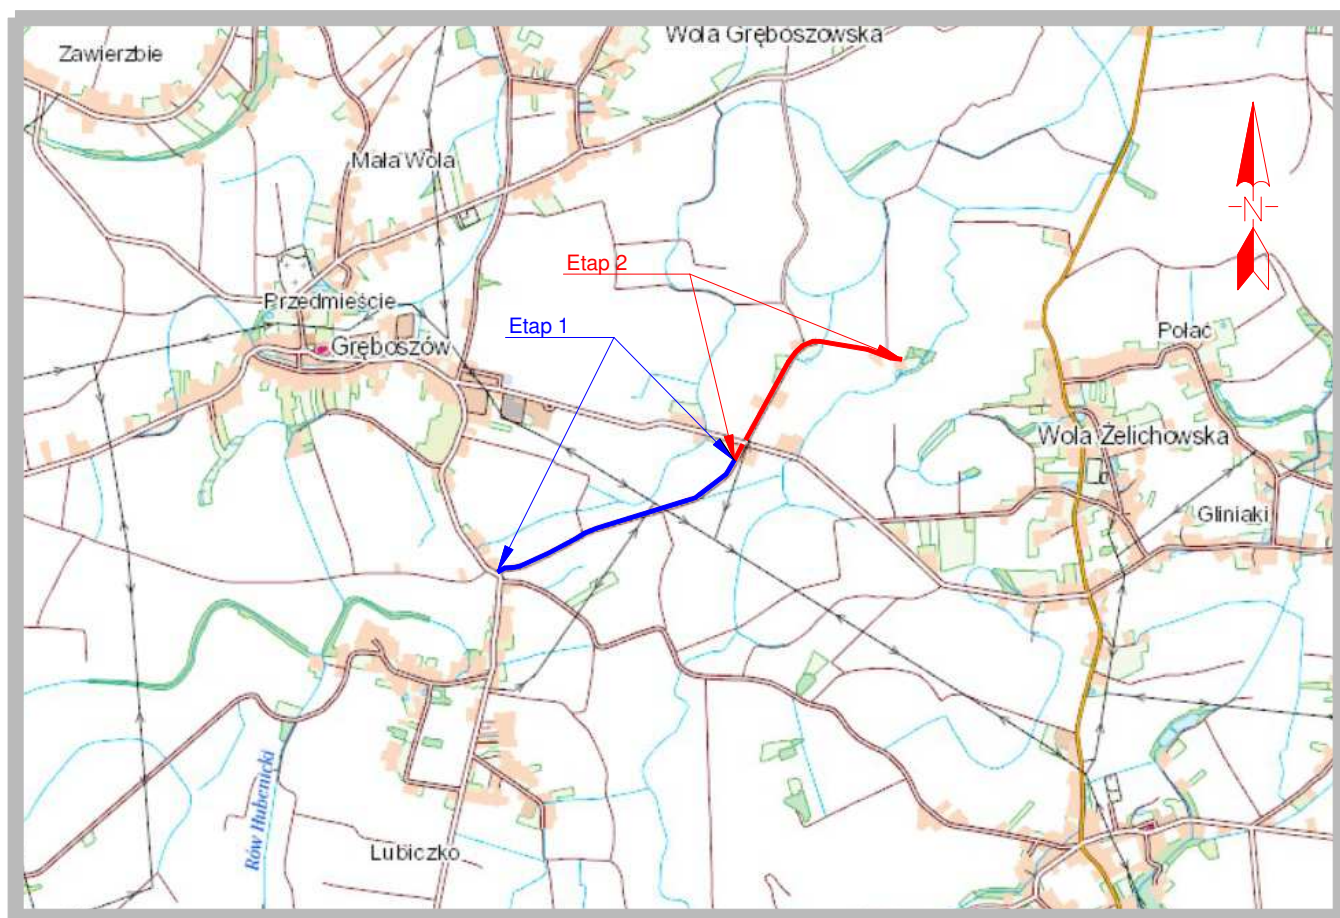 Wola Gręboszowska
Zawierzbie
Mała Wola
N
Etap 2
Przedmieście
Etap 1
Połać
Gręboszów
Wola Żelichowska
Gliniaki
Rów Hubenicki
Lubiczko